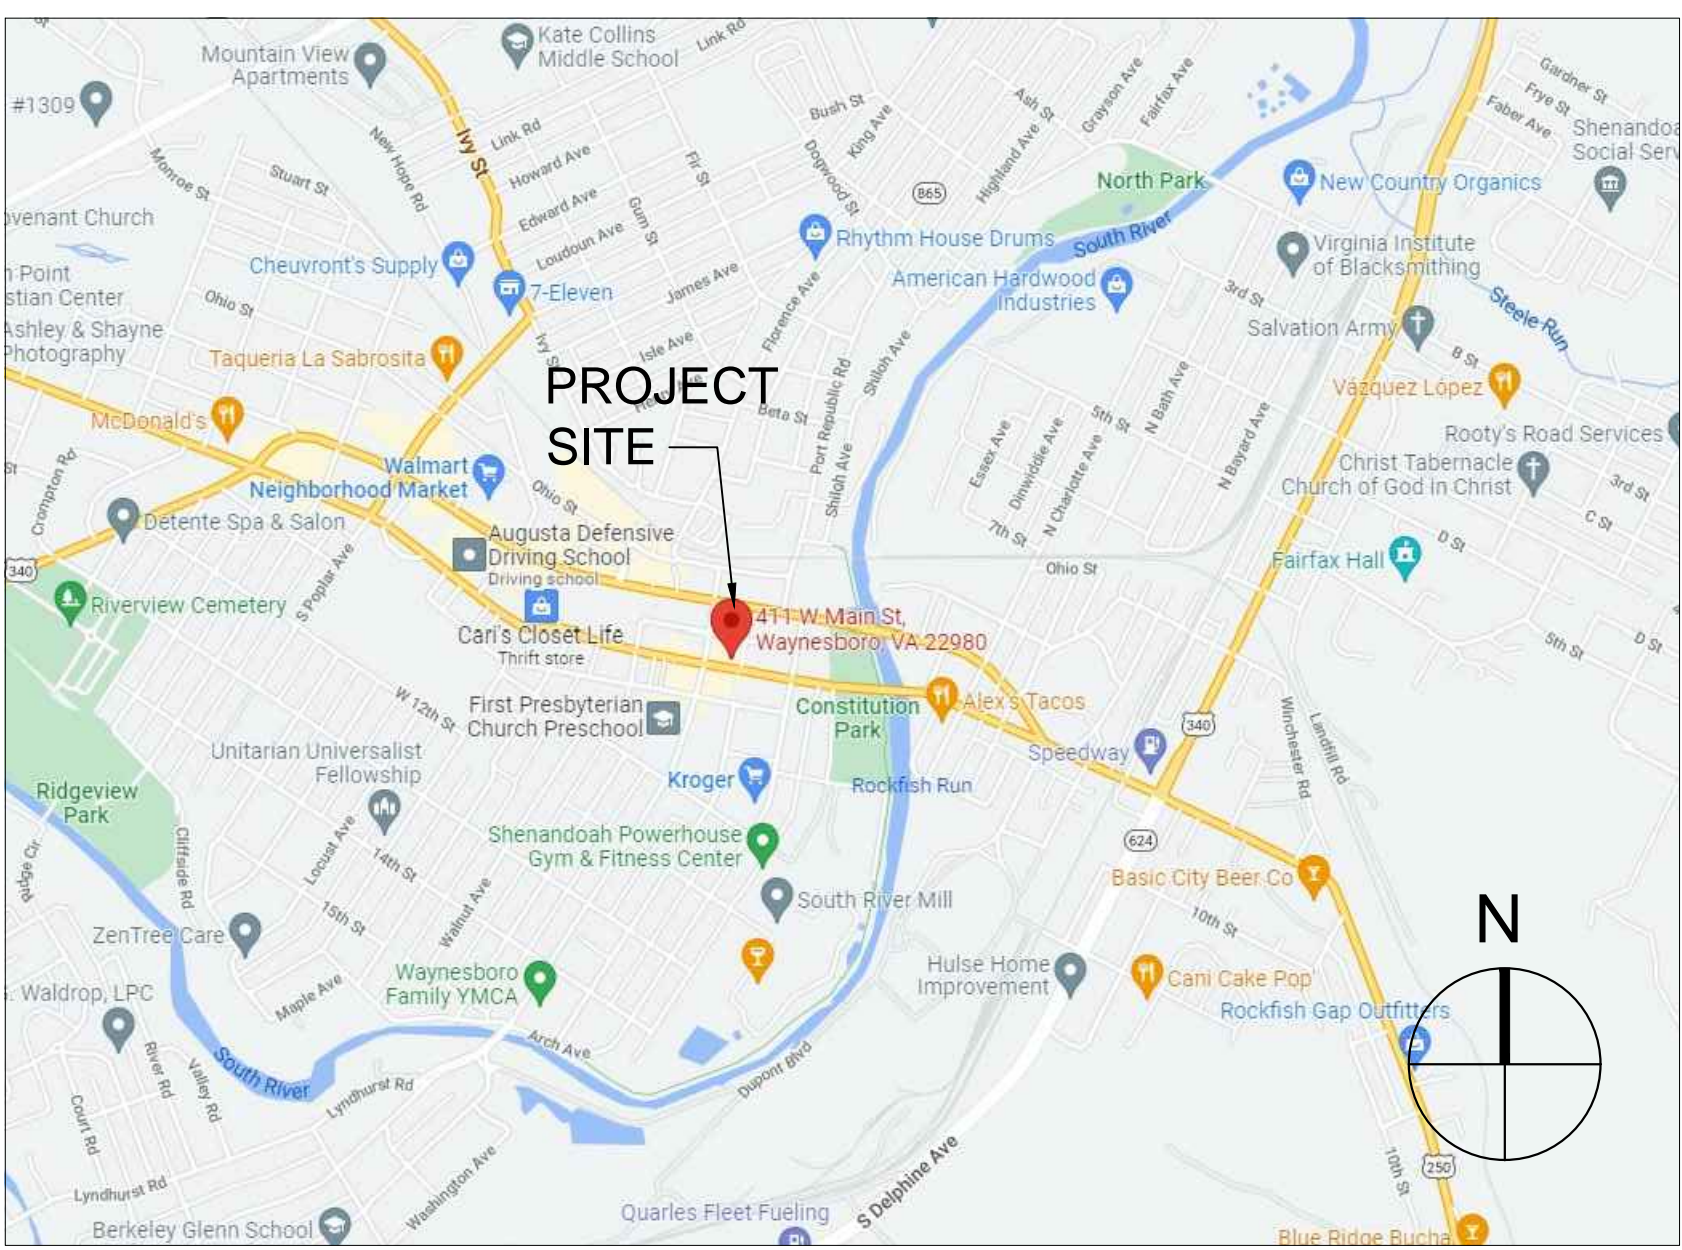 Kate Collins
Middle School
Link Rd
Mountain View
Apartments
#1309
Gardner St
Frye St
Faber Ave
Bush St
King Ave
Ash St
Grayson Ave
Fairfax Ave
Shenandoa
Social Serv
Ivy St
Link Rd
New Hope Rd
Howard Ave
Monroe St
Stuart St
Fir St
Dogwood St
Highland Ave
865
North Park
New Country Organics
ovenant Church
Edward Ave
Gum St
Loudoun Ave
Rhythm House Drums
South River
Virginia Institute
of Blacksmithing
Cheuvront's Supply
7-Eleven
James Ave
Florence Ave
American Hardwood
Industries
3rd St
Steele Run
n Point
stian Center
Ohio St
Ashley & Shayne
Photography
Taqueria La Sabrosita
Ivy St
Isle Ave
Shiloh Ave
Salvation Army
B St
PROJECT
SITE
Henry Ave
Beta St
Port Republic Rd
N Bath Ave
Vázquez López
McDonald's
5th St
Essex Ave
Dinwiddie Ave
N Charlotte Ave
N Bayard Ave
Rooty's Road Services
Crompton Rd
St
Walmart
Neighborhood Market
Ohio St
Shiloh Ave
Christ Tabernacle
Church of God in Christ
3rd St
C St
D St
Detente Spa & Salon
Augusta Defensive
Driving School
Driving school
7th St
340
Ohio St
Fairfax Hall
Riverview Cemetery
S Poplar Ave
Cari's Closet Life
Thrift store
411 W Main St,
Waynesboro, VA 22980
5th St
D St
W 12th St
First Presbyterian
Church Preschool
Constitution
Park
Alex's Tacos
340
Winchester Rd
Landfill Rd
Speedway
Unitarian Universalist
Fellowship
Kroger
Rockfish Run
Ridgeview
Park
Shenandoah Powerhouse
Gym & Fitness Center
624
Ridge Cir
Cliffside Rd
Locust Ave
14th St
Basic City Beer Co
Walnut Ave
15th St
South River Mill
10th St
N
ZenTree Care
Waynesboro
Family YMCA
Hulse Home
Improvement
Cani Cake Pop
. Waldrop, LPC
Maple Ave
Rockfish Gap Outfitters
Arch Ave
Dupont Blvd
River Rd
Valley Rd
South River
Lyndhurst Rd
Court Rd
S Delphine Ave
10th St
250
Lyndhurst Rd
Washington Ave
Berkeley Glenn School
Quarles Fleet Fueling
Blue Ridge Bucha